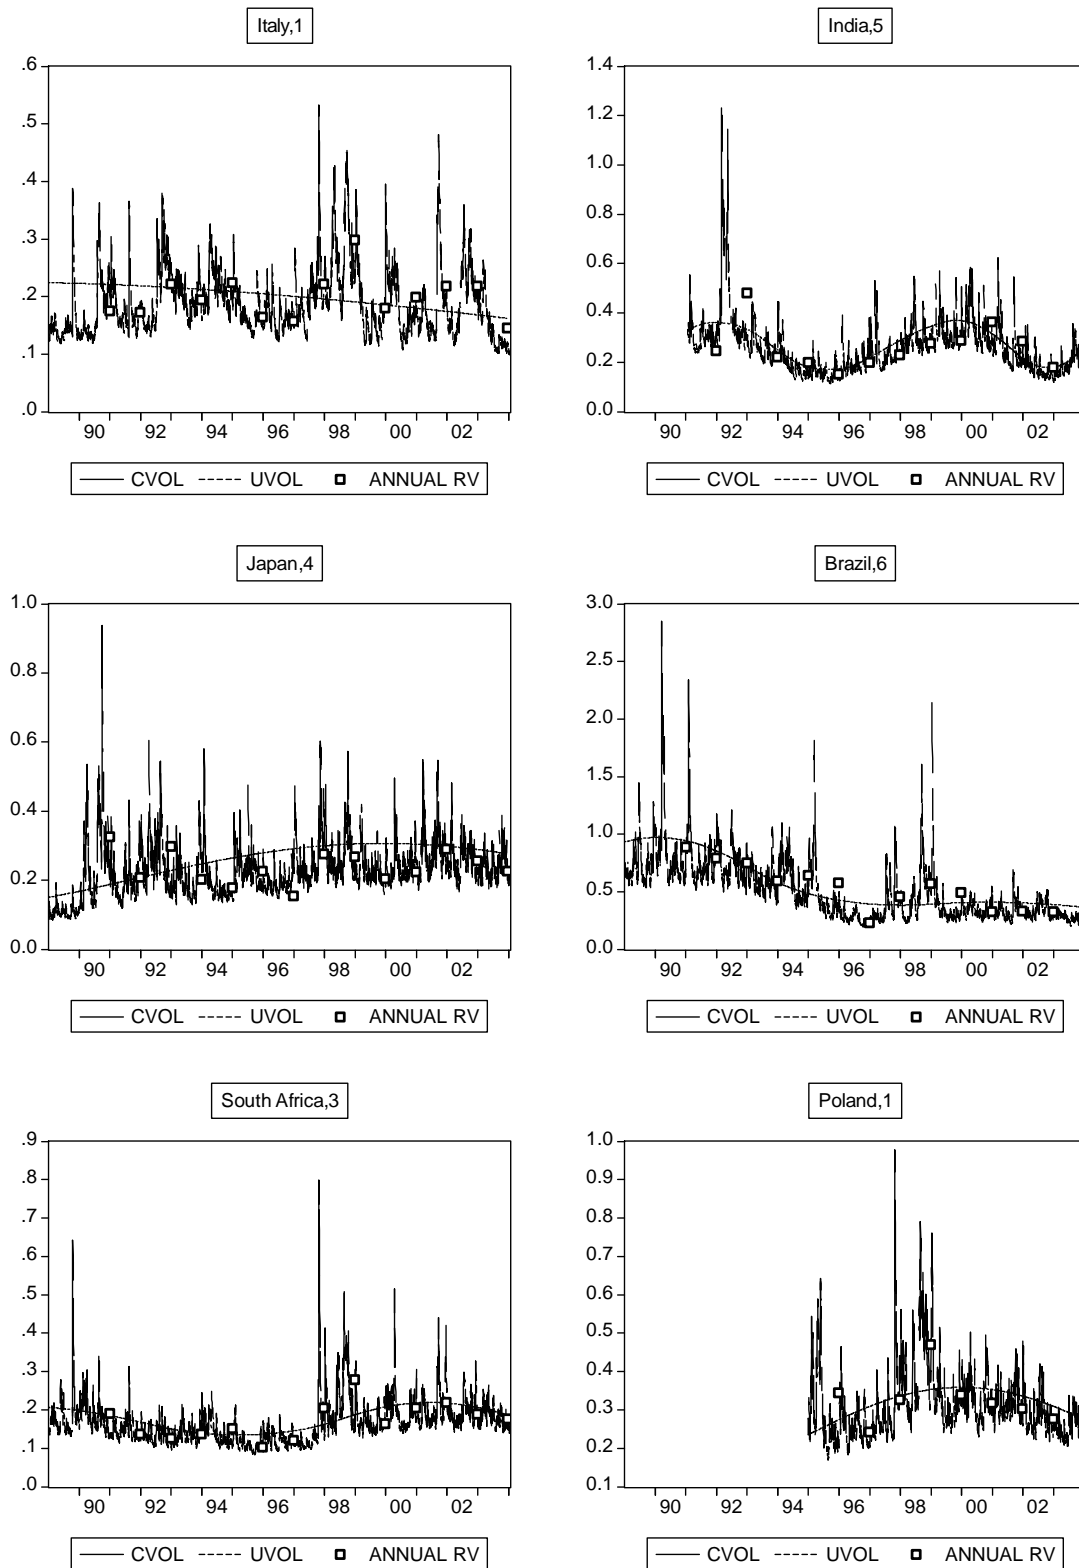 Italy,1
.6
.5
.4
.3
.2
.1
.0
90 92 94 96 98 00 02
CVOL UVOL ANNUAL RV
India,5
1.4
1.2
1.0
0.8
0.6
0.4
0.2
0.0
90 92 94 96 98 00 02
CVOL UVOL ANNUAL RV
Japan,4
1.0
0.8
0.6
0.4
0.2
0.0
90 92 94 96 98 00 02
CVOL UVOL ANNUAL RV
Brazil,6
3.0
2.5
2.0
1.5
1.0
0.5
0.0
90 92 94 96 98 00 02
CVOL UVOL ANNUAL RV
South Africa,3
.9
.8
.7
.6
.5
.4
.3
.2
.1
.0
90 92 94 96 98 00 02
CVOL UVOL ANNUAL RV
Poland,1
1.0
0.9
0.8
0.7
0.6
0.5
0.4
0.3
0.2
0.1
90 92 94 96 98 00 02
CVOL UVOL ANNUAL RV